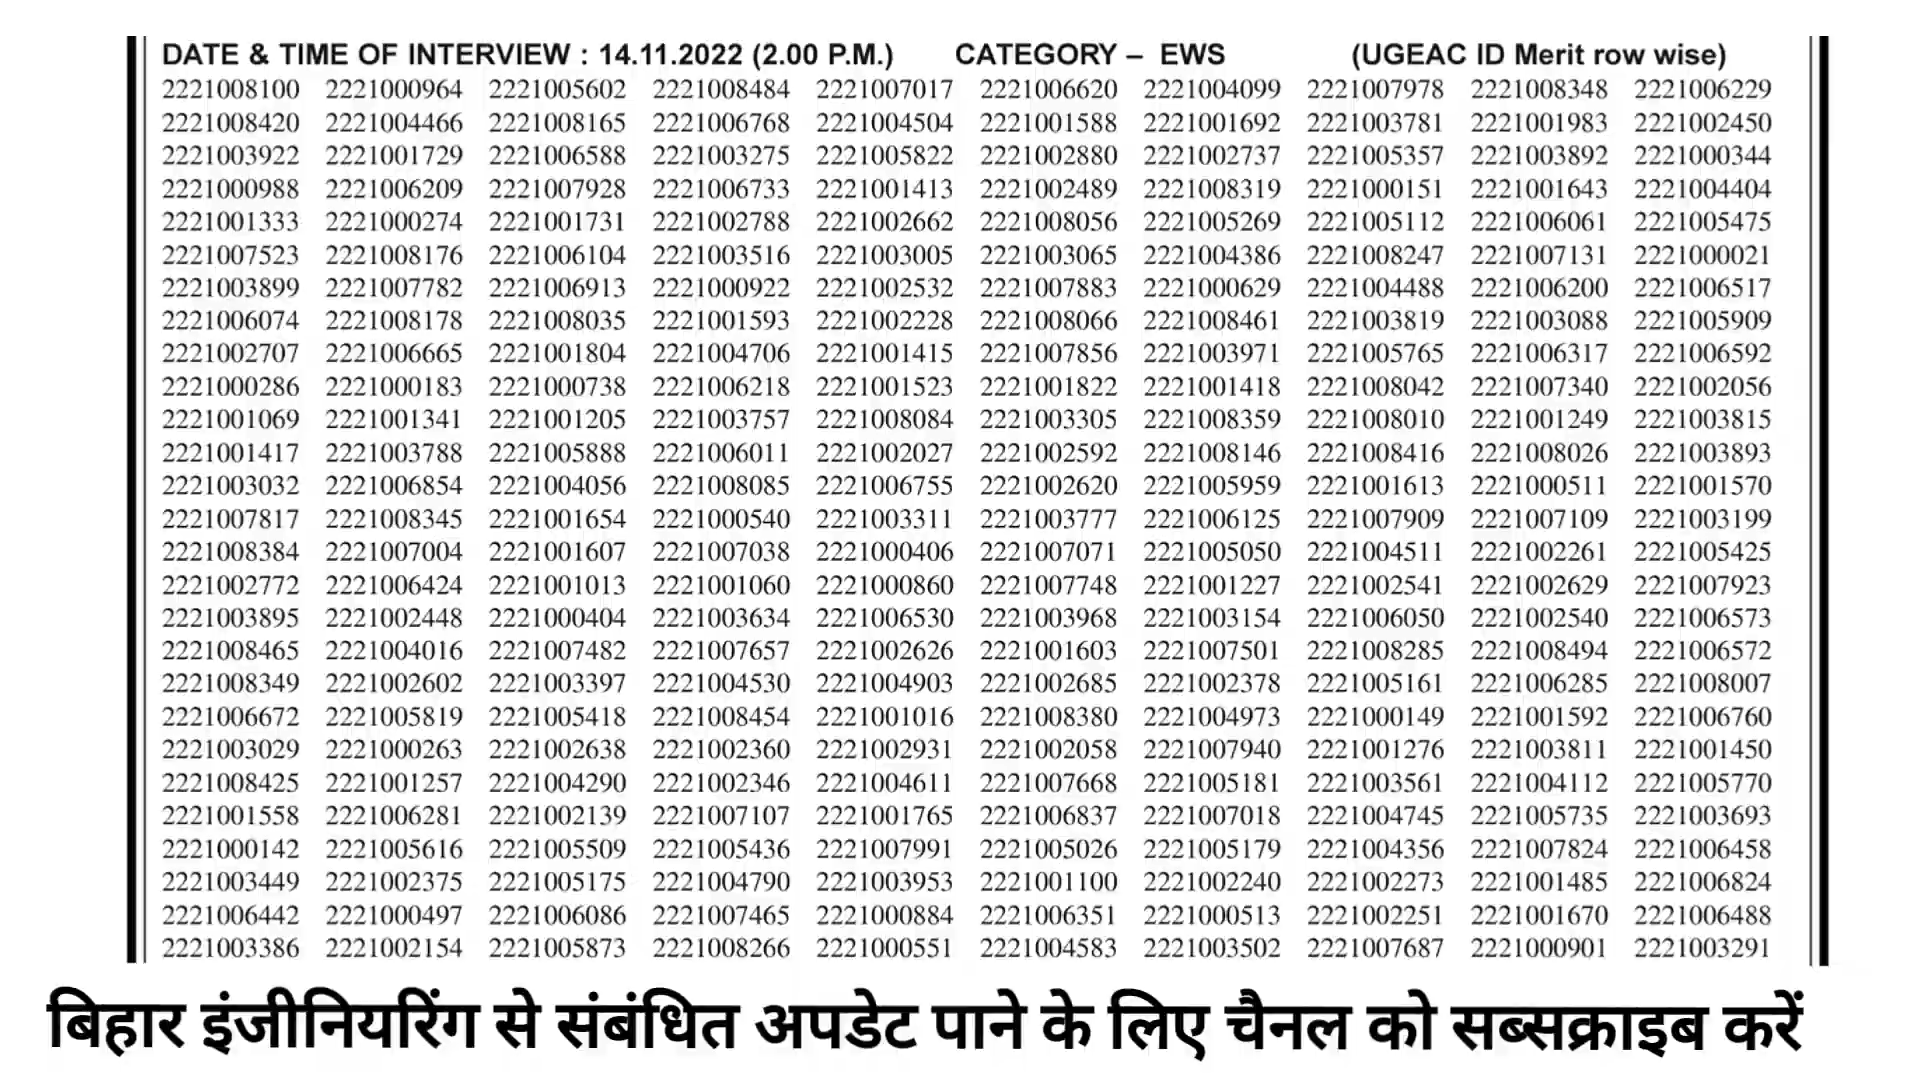 DATE & TIME OF INTERVIEW : 14.11.2022 (2.00 P.M.) CATEGORY – EWS (UGEAC ID Merit row wise)
2221008100 2221000964 2221005602 2221008484 2221007017 2221006620 2221004099 2221007978 2221008348 2221006229
2221008420 2221004466 2221008165 2221006768 2221004504 2221001588 2221001692 2221003781 2221001983 2221002450
2221003922 2221001729 2221006588 2221003275 2221005822 2221002880 2221002737 2221005357 2221003892 2221000344
2221000988 2221006209 2221007928 2221006733 2221001413 2221002489 2221008319 2221000151 2221001643 2221004404
2221001333 2221000274 2221001731 2221002788 2221002662 2221008056 2221005269 2221005112 2221006061 2221005475
2221007523 2221008176 2221006104 2221003516 2221003005 2221003065 2221004386 2221008247 2221007131 2221000021
2221003899 2221007782 2221006913 2221000922 2221002532 2221007883 2221000629 2221004488 2221006200 2221006517
2221006074 2221008178 2221008035 2221001593 2221002228 2221008066 2221008461 2221003819 2221003088 2221005909
2221002707 2221006665 2221001804 2221004706 2221001415 2221007856 2221003971 2221005765 2221006317 2221006592
2221000286 2221000183 2221000738 2221006218 2221001523 2221001822 2221001418 2221008042 2221007340 2221002056
2221001069 2221001341 2221001205 2221003757 2221008084 2221003305 2221008359 2221008010 2221001249 2221003815
2221001417 2221003788 2221005888 2221006011 2221002027 2221002592 2221008146 2221008416 2221008026 2221003893
2221003032 2221006854 2221004056 2221008085 2221006755 2221002620 2221005959 2221001613 2221000511 2221001570
2221007817 2221008345 2221001654 2221000540 2221003311 2221003777 2221006125 2221007909 2221007109 2221003199
2221008384 2221007004 2221001607 2221007038 2221000406 2221007071 2221005050 2221004511 2221002261 2221005425
2221002772 2221006424 2221001013 2221001060 2221000860 2221007748 2221001227 2221002541 2221002629 2221007923
2221003895 2221002448 2221000404 2221003634 2221006530 2221003968 2221003154 2221006050 2221002540 2221006573
2221008465 2221004016 2221007482 2221007657 2221002626 2221001603 2221007501 2221008285 2221008494 2221006572
2221008349 2221002602 2221003397 2221004530 2221004903 2221002685 2221002378 2221005161 2221006285 2221008007
2221006672 2221005819 2221005418 2221008454 2221001016 2221008380 2221004973 2221000149 2221001592 2221006760
2221003029 2221000263 2221002638 2221002360 2221002931 2221002058 2221007940 2221001276 2221003811 2221001450
2221008425 2221001257 2221004290 2221002346 2221004611 2221007668 2221005181 2221003561 2221004112 2221005770
2221001558 2221006281 2221002139 2221007107 2221001765 2221006837 2221007018 2221004745 2221005735 2221003693
2221000142 2221005616 2221005509 2221005436 2221007991 2221005026 2221005179 2221004356 2221007824 2221006458
2221003449 2221002375 2221005175 2221004790 2221003953 2221001100 2221002240 2221002273 2221001485 2221006824
2221006442 2221000497 2221006086 2221007465 2221000884 2221006351 2221000513 2221002251 2221001670 2221006488
2221003386 2221002154 2221005873 2221008266 2221000551 2221004583 2221003502 2221007687 2221000901 2221003291
बिहार इंजीनियरिंग से संबंधित अपडेट पाने के लिए चैनल को सब्सक्राइब करें